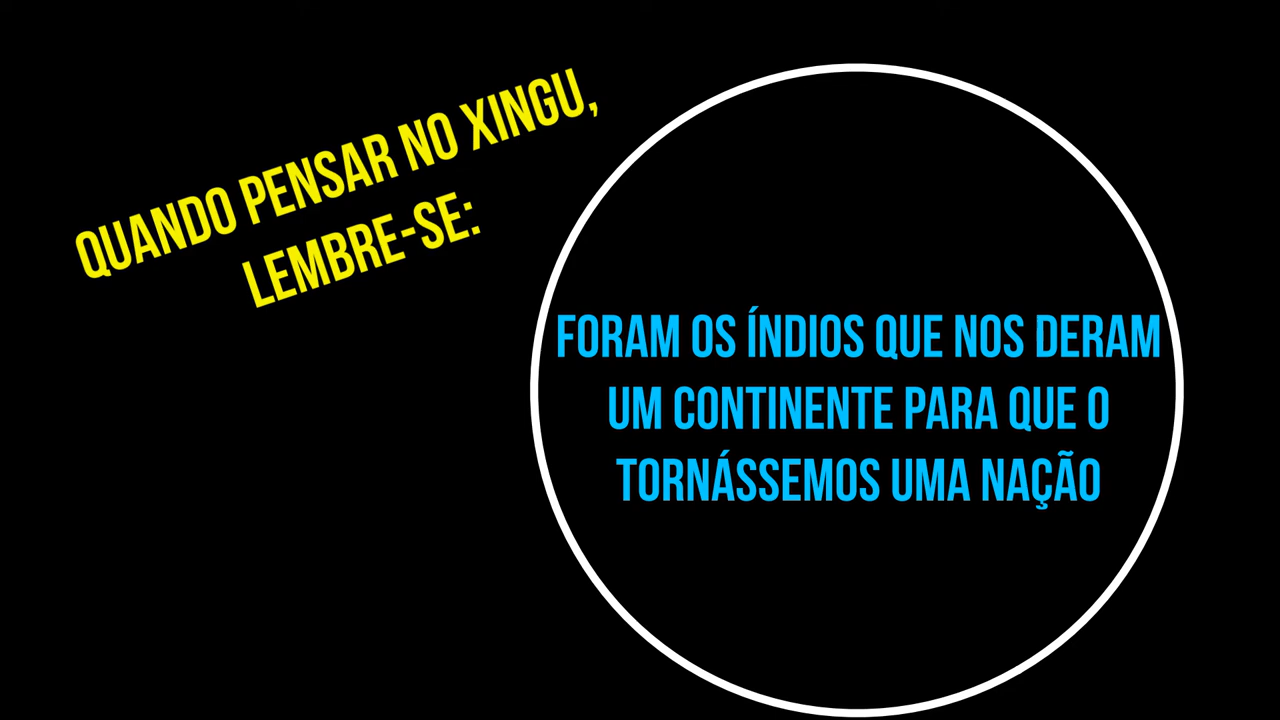 QUANDO PENSAR NO XINGU,
LEMBRE-SE:
FORAM OS ÍNDIOS QUE NOS DERAM
UM CONTINENTE PARA QUE O
TORNÁSSEMOS UMA NAÇÃO